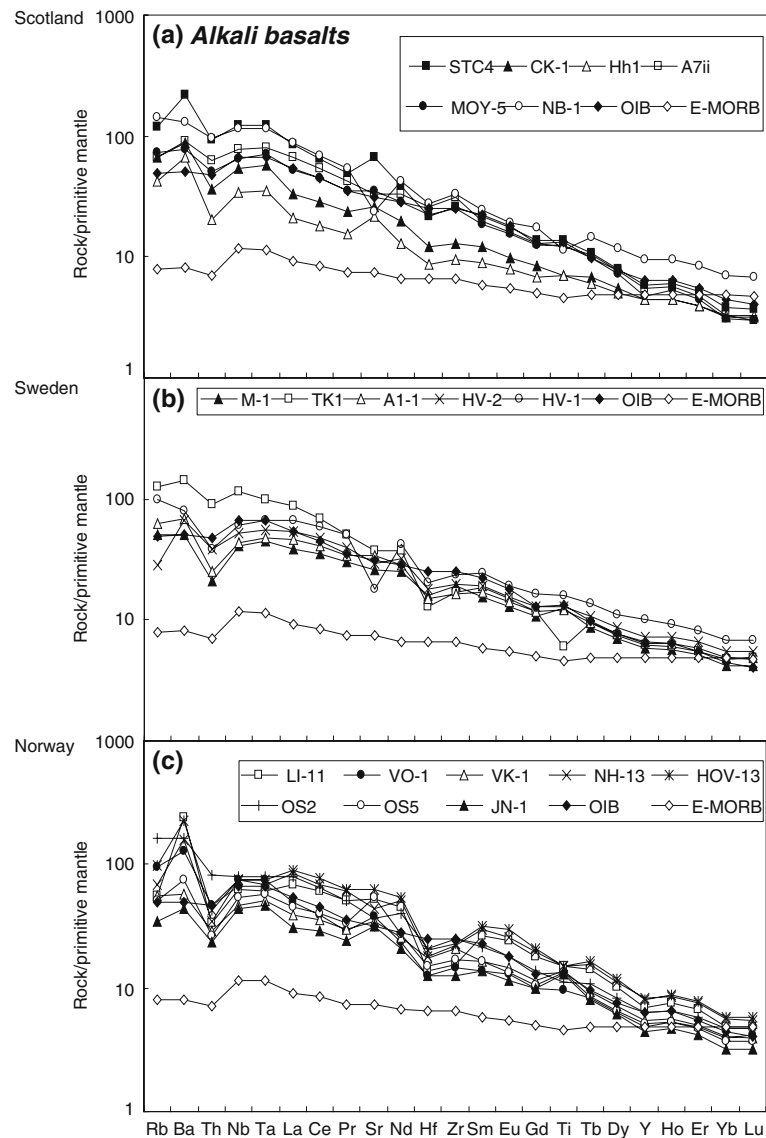 Scotland
1000
(a) Alkali basalts
STC4 CK-1 Hh1 A7ii
MOY-5 NB-1 OIB E-MORB
100
Rock/primitive mantle
10
1
Sweden
(b)
M-1 TK1 A1-1 HV-2 HV-1 OIB E-MORB
100
Rock/primitive mantle
10
Norway
1000
(c)
LI-11 VO-1 VK-1 NH-13 HOV-13
OS2 OS5 JN-1 OIB E-MORB
100
Rock/primitive mantle
10
1
Rb Ba Th Nb Ta La Ce Pr Sr Nd Hf Zr Sm Eu Gd Ti Tb Dy Y Ho Er Yb Lu